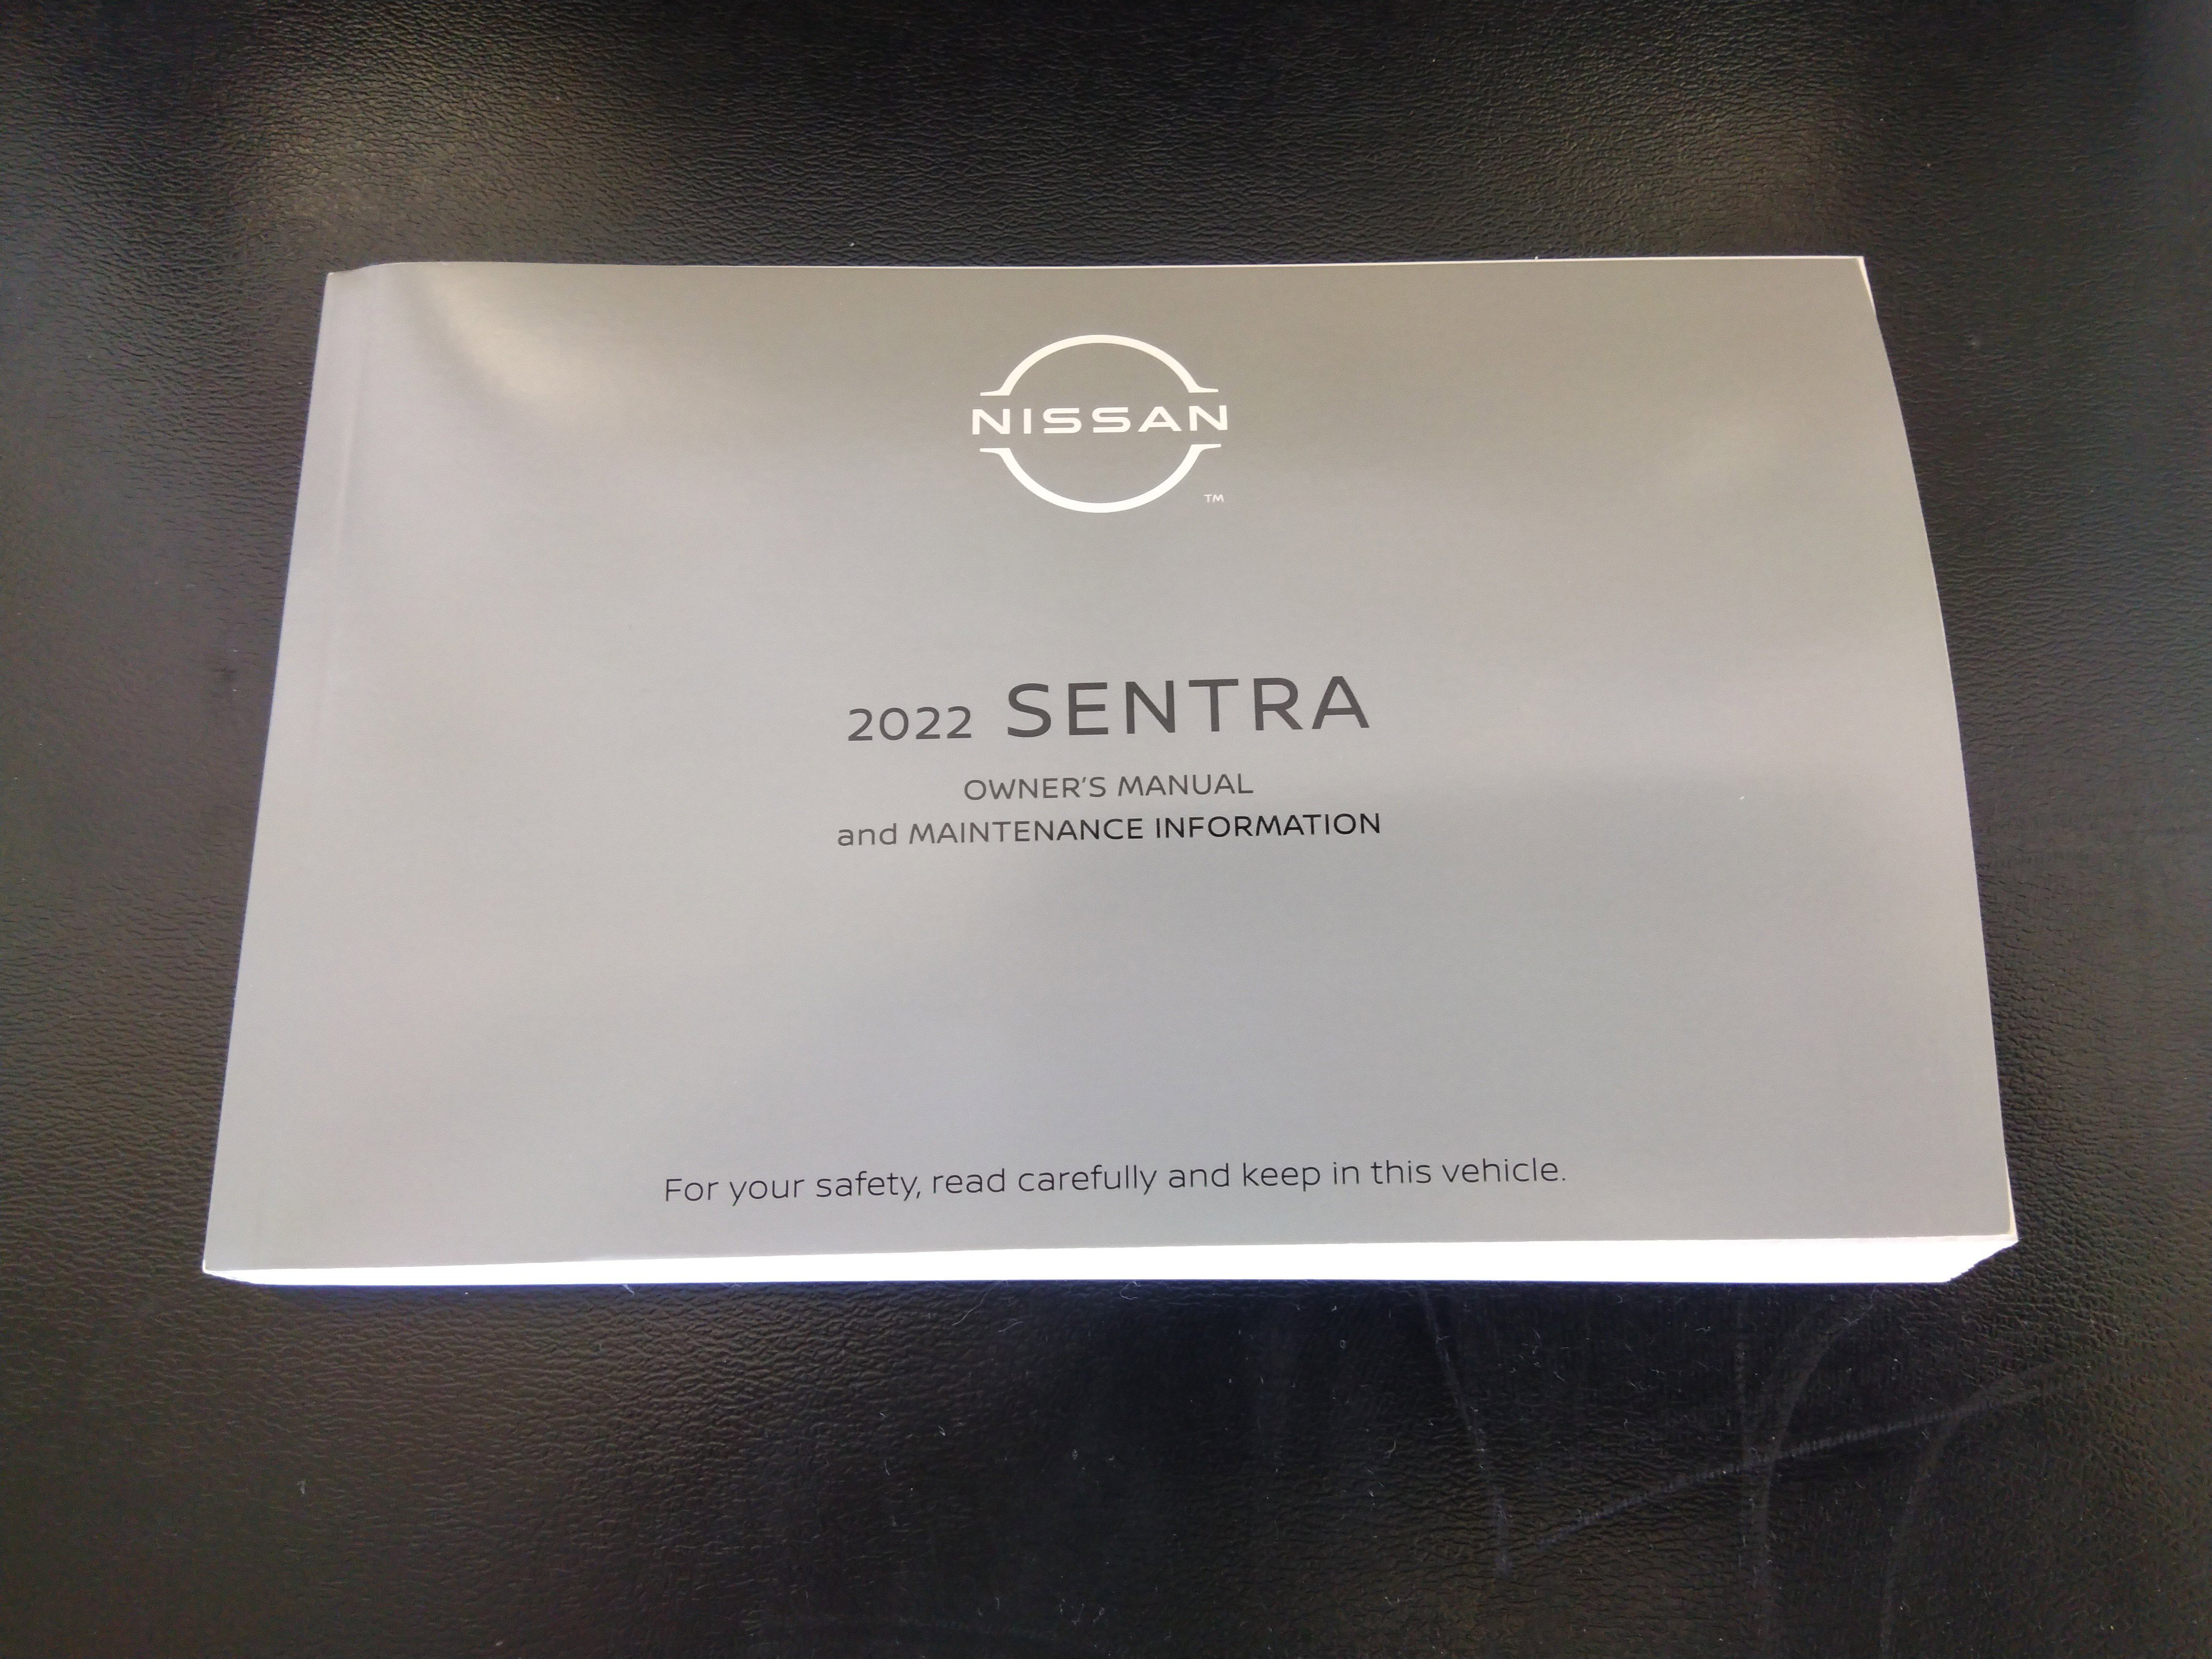 NISSAN
TM
2022 SENTRA
OWNER'S MANUAL
and MAINTENANCE INFORMATION
For your safety, read carefully and keep in this vehicle.